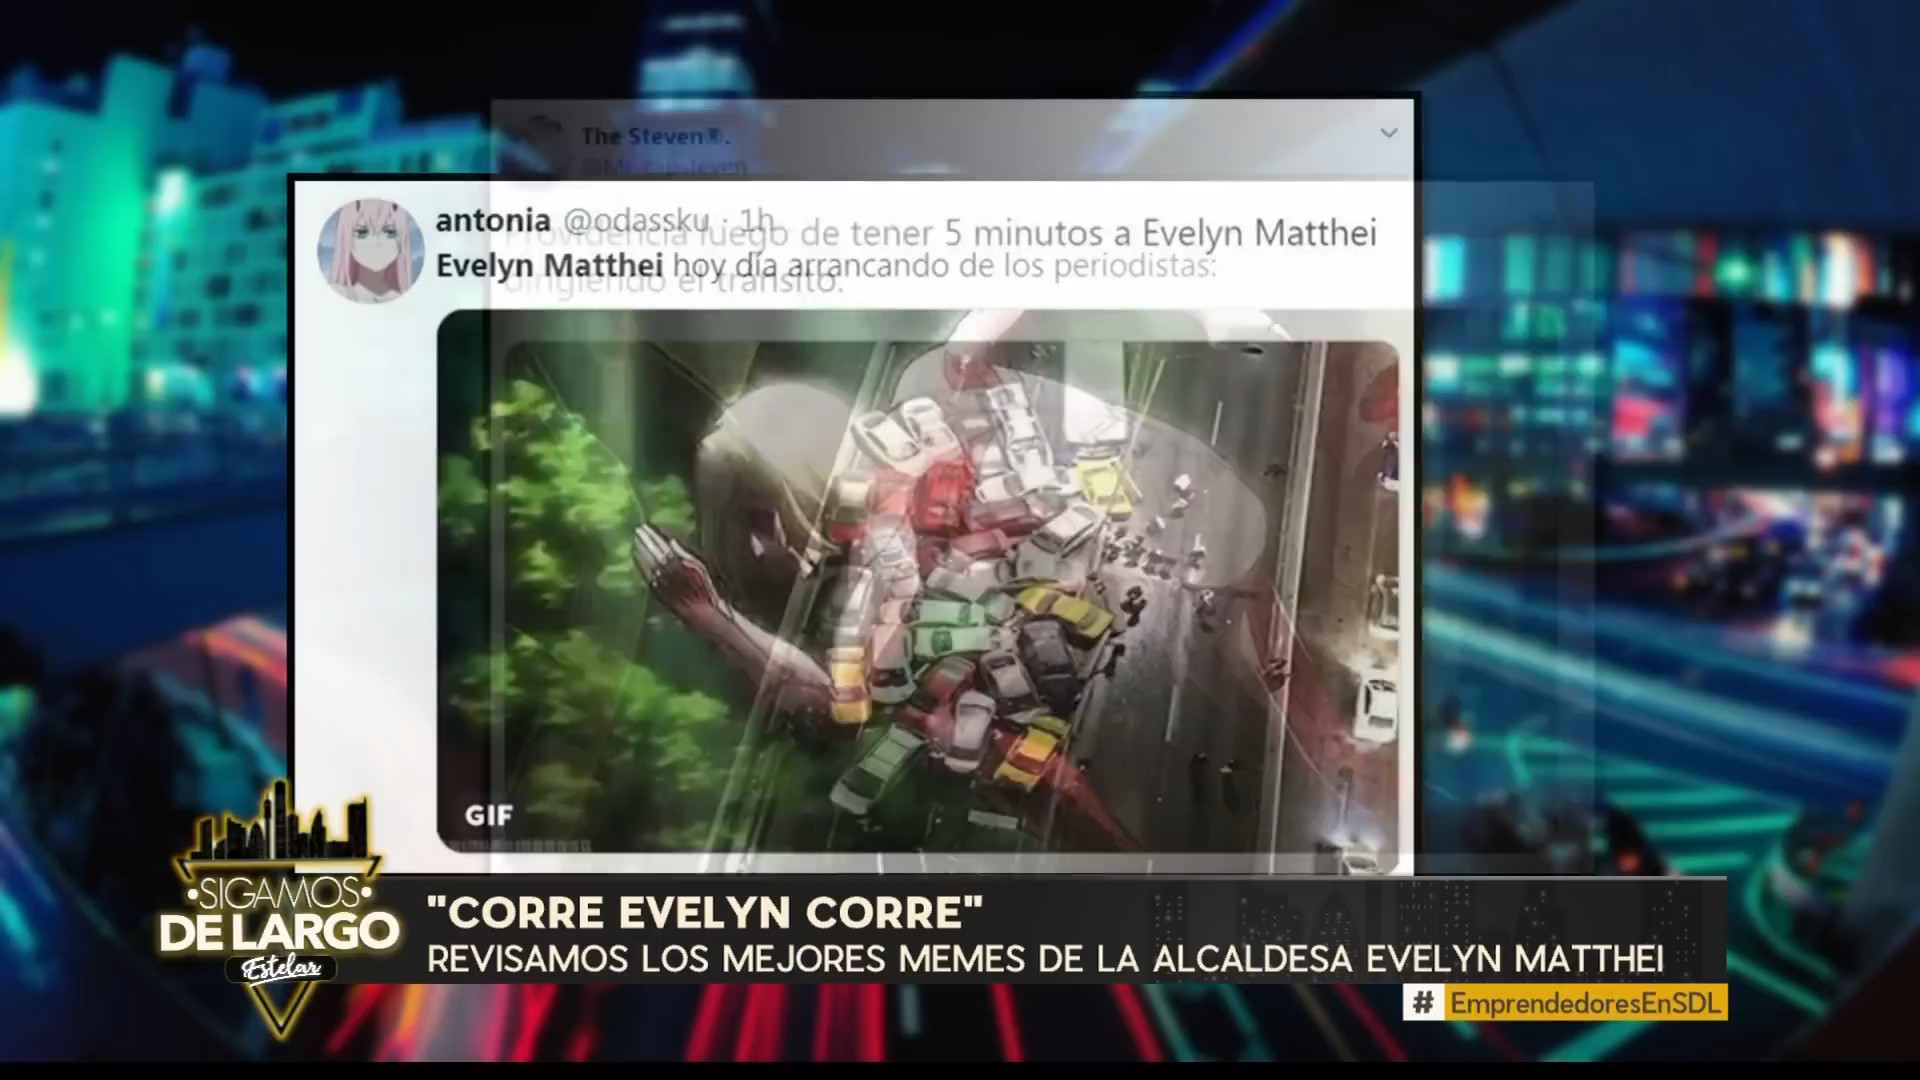 The Steven®.
antonia @odassku · 1h
Providencia luego de tener 5 minutos a Evelyn Matthei
Evelyn Matthei hoy día arrancando de los periodistas:
dirigiendo el tránsito.
GIF
·SIGAMOS·
DE LARGO
Estelar
"CORRE EVELYN CORRE"
REVISAMOS LOS MEJORES MEMES DE LA ALCALDESA EVELYN MATTHEI
# EmprendedoresEnSDL